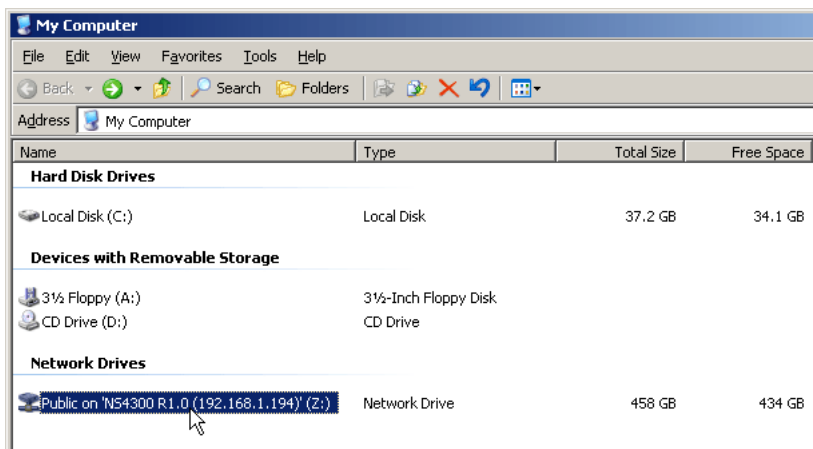 My Computer
File Edit View Favorites Tools Help
Back Search Folders
Address My Computer
Name Type Total Size Free Space
Hard Disk Drives
Local Disk (C:) Local Disk 37.2 GB 34.1 GB
Devices with Removable Storage
3½ Floppy (A:) 3½-Inch Floppy Disk
CD Drive (D:) CD Drive
Network Drives
Public on 'NS4300 R1.0 (192.168.1.194)' (Z:) Network Drive 458 GB 434 GB